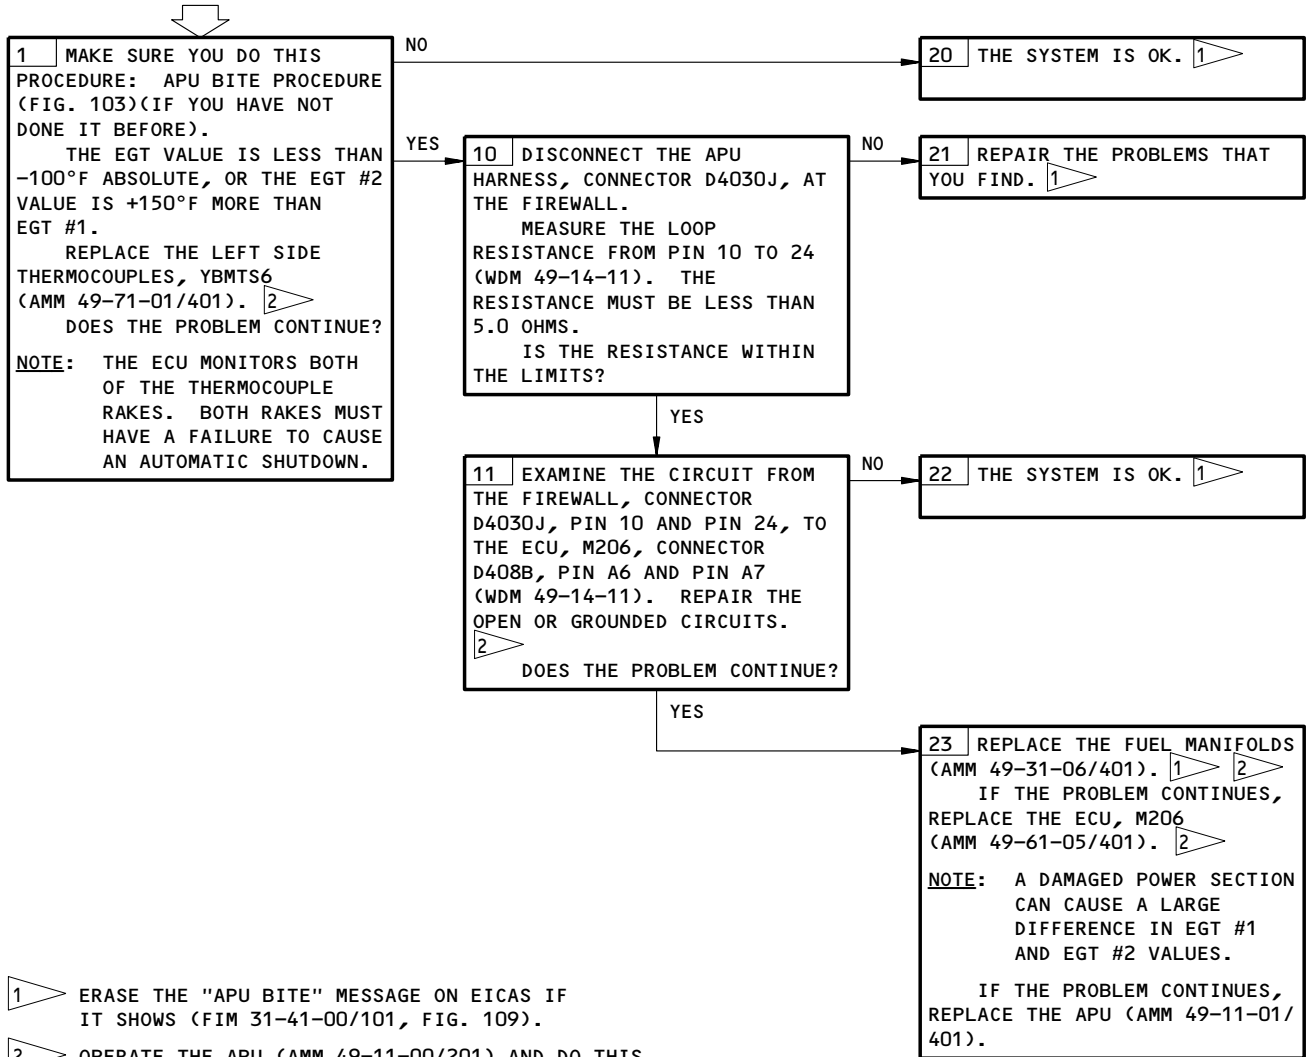 1 MAKE SURE YOU DO THIS
PROCEDURE: APU BITE PROCEDURE
(FIG. 103)(IF YOU HAVE NOT
DONE IT BEFORE).
THE EGT VALUE IS LESS THAN
-100°F ABSOLUTE, OR THE EGT #2
VALUE IS +150°F MORE THAN
EGT #1.
REPLACE THE LEFT SIDE
THERMOCOUPLES, YBMTS6
(AMM 49-71-01/401). 2
DOES THE PROBLEM CONTINUE?
NOTE: THE ECU MONITORS BOTH
OF THE THERMOCOUPLE
RAKES. BOTH RAKES MUST
HAVE A FAILURE TO CAUSE
AN AUTOMATIC SHUTDOWN.
NO
20 THE SYSTEM IS OK. 1
YES
10 DISCONNECT THE APU
HARNESS, CONNECTOR D4030J, AT
THE FIREWALL.
MEASURE THE LOOP
RESISTANCE FROM PIN 10 TO 24
(WDM 49-14-11). THE
RESISTANCE MUST BE LESS THAN
5.0 OHMS.
IS THE RESISTANCE WITHIN
THE LIMITS?
NO
21 REPAIR THE PROBLEMS THAT
YOU FIND. 1
YES
11 EXAMINE THE CIRCUIT FROM
THE FIREWALL, CONNECTOR
D4030J, PIN 10 AND PIN 24, TO
THE ECU, M206, CONNECTOR
D408B, PIN A6 AND PIN A7
(WDM 49-14-11). REPAIR THE
OPEN OR GROUNDED CIRCUITS.
2
DOES THE PROBLEM CONTINUE?
NO
22 THE SYSTEM IS OK. 1
YES
23 REPLACE THE FUEL MANIFOLDS
(AMM 49-31-06/401). 1 2
IF THE PROBLEM CONTINUES,
REPLACE THE ECU, M206
(AMM 49-61-05/401). 2
NOTE: A DAMAGED POWER SECTION
CAN CAUSE A LARGE
DIFFERENCE IN EGT #1
AND EGT #2 VALUES.
IF THE PROBLEM CONTINUES,
REPLACE THE APU (AMM 49-11-01/
401).
1 ERASE THE "APU BITE" MESSAGE ON EICAS IF
IT SHOWS (FIM 31-41-00/101, FIG. 109).
2 OPERATE THE APU (AMM 49-11-00/201) AND DO THIS